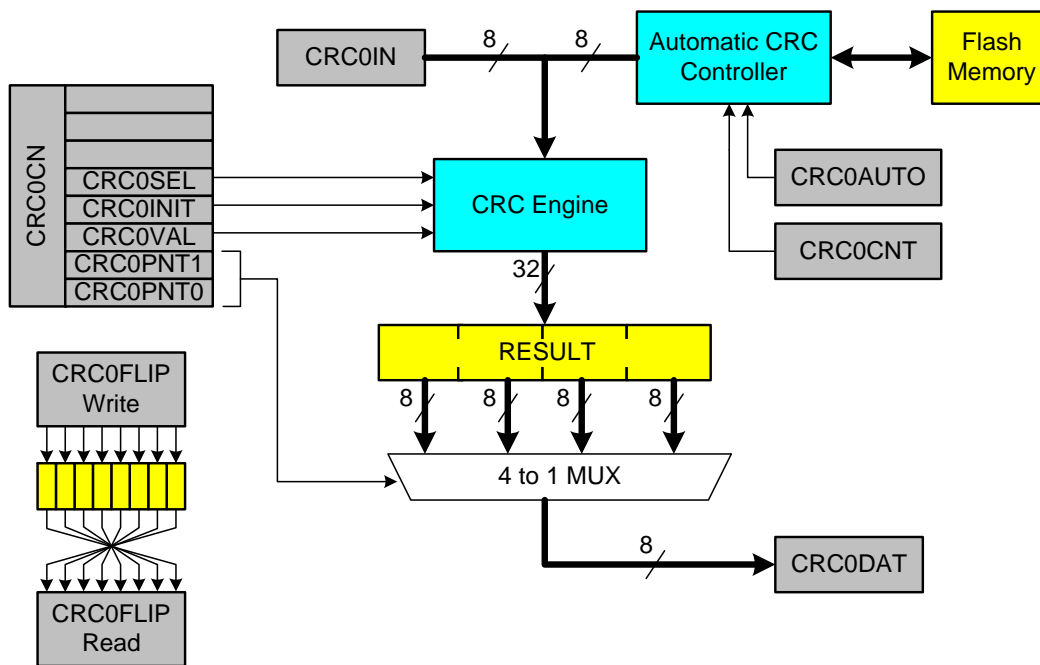 CRC0IN
8
8
Automatic CRC
Controller
Flash
Memory
CRC0CN
CRC0SEL
CRC0INIT
CRC0VAL
CRC0PNT1
CRC0PNT0
CRC Engine
CRC0AUTO
CRC0CNT
32
RESULT
8
8
8
8
4 to 1 MUX
8
CRC0DAT
CRC0FLIP
Write
CRC0FLIP
Read